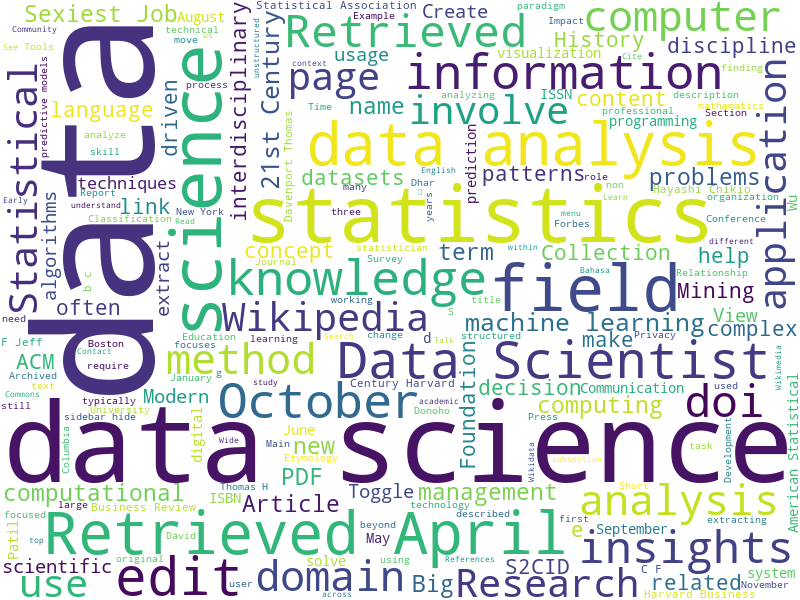 Sexiest Job
August
Statistical Association
Example
paradigm
Community
See Tools
technical
move
us
unstructured
Create
Impact
Cite
computer
Retrieved
usage
History
discipline
visualization
finding
data
science
interdisciplinary
21st Century
page
information
context
analyzing
ISSN
description
Statistical
predictive models
language
driven
process
Time
name
involve
content
professional
mathematics
programming
Section
analyze
skill
data analysis
application
techniques
algorithms
Davenport Thomas
datasets
prediction
patterns
role
problems
English
Dhar
many
years
non
Hayashi Chikio
organization
Wu
Early
Report
understand
Classification
Read
link
New York
three
statistics
menu
Forbes
Learn
Conference
concept
statistician
term
within
Collection
different
help
extract
Journal
Survey
knowledge
field
Bahasa
Relationship
Mining
b c
need
often
working
title
View
F Jeff
Boston
Contact
require
Education
focuses
learning
Wikipedia
change
Search
d
S
Talk
structured
machine learning
make
Privacy
complex
ACM
Archived
text
Commons
still
typically
University
January
g
study
method
Data Scientist
Foundation
decision
Communication
used
Wikimedia
Modern
sidebar hide
Columbia
digital
October
Century Harvard
academic
Donoho
Press
computing
doi
Wide
Main
June
Etymology
new
Wikidata
subsection
task
Development
American Statistical
data science
computational
large
Business Review
ISBN
Thomas H
PDF
Toggle
management
Short
analysis
focused
Patil
top
David
Article
beyond
May
described
technology
first
e
extracting
September
Retrieved April
insights
scientific
original
solve
using
References
S2CID
C F
system
use
edit
user
domain
across
Big
Research
related
Harvard Business
November